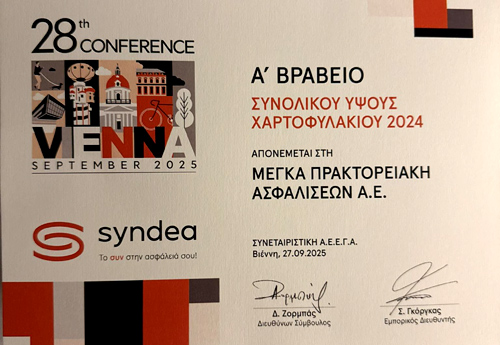 28th CONFERENCE
VIENNA
SEPTEMBER 2025
syndea
Το συν στην ασφάλειά σου!
Α' ΒΡΑΒΕΙΟ
ΣΥΝΟΛΙΚΟΥ ΥΨΟΥΣ
ΧΑΡΤΟΦΥΛΑΚΙΟΥ 2024
ΑΠΟΝΕΜΕΤΑΙ ΣΤΗ
ΜΕΓΚΑ ΠΡΑΚΤΟΡΕΙΑΚΗ
ΑΣΦΑΛΙΣΕΩΝ Α.Ε.
ΣΥΝΕΤΑΙΡΙΣΤΙΚΗ Α.Ε.Ε.Γ.Α.
Βιέννη, 27.09.2025
Δ. Ζορμπάς
Διευθύνων Σύμβουλος
Σ. Γκόργκας
Εμπορικός Διευθυντής